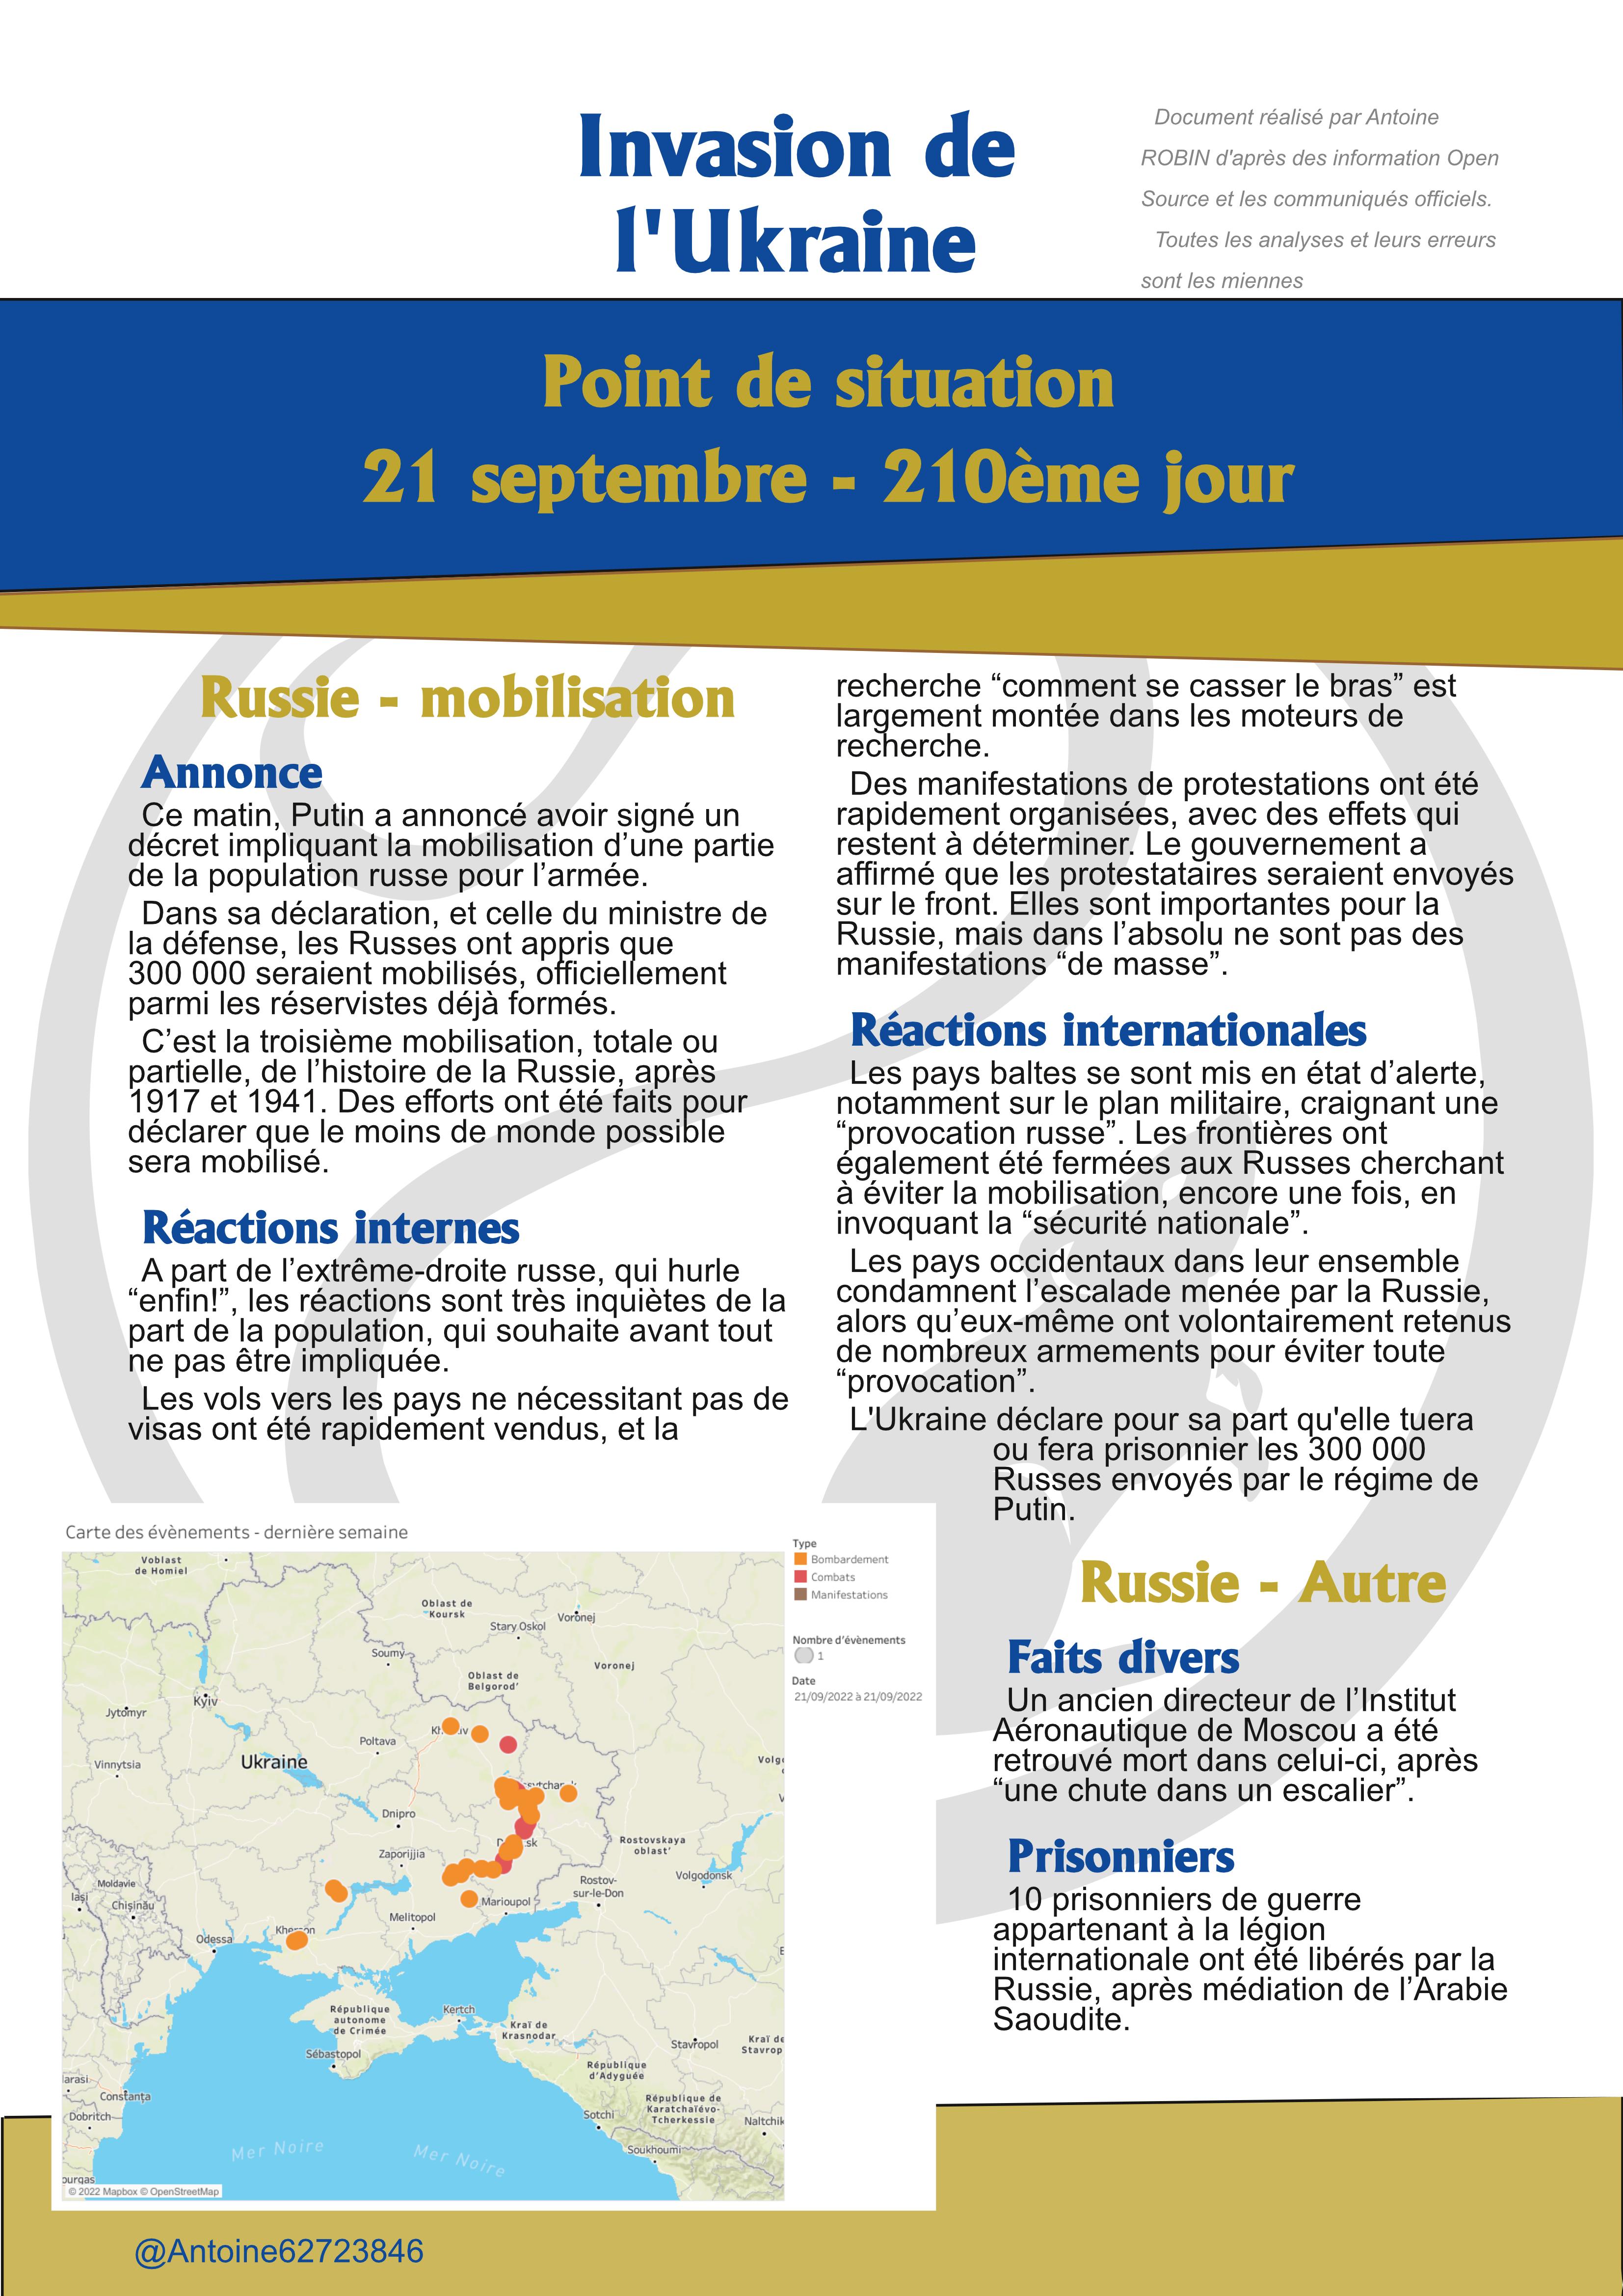 Invasion de
l'Ukraine
Document réalisé par Antoine
ROBIN d'après des information Open
Source et les communiqués officiels.
Toutes les analyses et leurs erreurs
sont les miennes
Point de situation
21 septembre - 210ème jour
Russie - mobilisation
Annonce
Ce matin, Putin a annoncé avoir signé un
décret impliquant la mobilisation d’une partie
de la population russe pour l’armée.
Dans sa déclaration, et celle du ministre de
la défense, les Russes ont appris que
300 000 seraient mobilisés, officiellement
parmi les réservistes déjà formés.
C’est la troisième mobilisation, totale ou
partielle, de l’histoire de la Russie, après
1917 et 1941. Des efforts ont été faits pour
déclarer que le moins de monde possible
sera mobilisé.
Réactions internes
A part de l’extrême-droite russe, qui hurle
“enfin!”, les réactions sont très inquiètes de la
part de la population, qui souhaite avant tout
ne pas être impliquée.
Les vols vers les pays ne nécessitant pas de
visas ont été rapidement vendus, et la
recherche “comment se casser le bras” est
largement montée dans les moteurs de
recherche.
Des manifestations de protestations ont été
rapidement organisées, avec des effets qui
restent à déterminer. Le gouvernement a
affirmé que les protestataires seraient envoyés
sur le front. Elles sont importantes pour la
Russie, mais dans l’absolu ne sont pas des
manifestations “de masse”.
Réactions internationales
Les pays baltes se sont mis en état d’alerte,
notamment sur le plan militaire, craignant une
“provocation russe”. Les frontières ont
également été fermées aux Russes cherchant
à éviter la mobilisation, encore une fois, en
invoquant la “sécurité nationale”.
Les pays occidentaux dans leur ensemble
condamnent l’escalade menée par la Russie,
alors qu’eux-même ont volontairement retenus
de nombreux armements pour éviter toute
“provocation”.
L'Ukraine déclare pour sa part qu'elle tuera
ou fera prisonnier les 300 000
Russes envoyés par le régime de
Putin.
Russie - Autre
Faits divers
Un ancien directeur de l’Institut
Aéronautique de Moscou a été
retrouvé mort dans celui-ci, après
“une chute dans un escalier”.
Prisonniers
10 prisonniers de guerre
appartenant à la légion
internationale ont été libérés par la
Russie, après médiation de l’Arabie
Saoudite.
Carte des évènements - dernière semaine
Type
Bombardement
Combats
Manifestations
Nombre d'évènements
1
Date
21/09/2022 à 21/09/2022
Voblast
de Homiel
Oblast de
Koursk
Voronej
Stary Oskol
Soumy
Voronej
Oblast de
Belgorod'
Kyiv
Jytomyr
Poltava
Vinnytsia
Ukraine
Dnipro
Rostovskaya
oblast'
Zaporijjia
Volgodonsk
Moldavie
Rostov-
sur-le-Don
Iași
Chișinău
Marioupol
Melitopol
Odessa
République
autonome
de Crimée
Kertch
Kraï de
Krasnodar
Stavropol
Kraï de
Stavrop
Sébastopol
République
d'Adyguée
Constanța
République de
Karatchaïévo-
Tcherkessie
Dobritch
Sotchi
Naltchik
Soukhoumi
Mer Noire
Mer Noire
© 2022 Mapbox © OpenStreetMap
@Antoine62723846